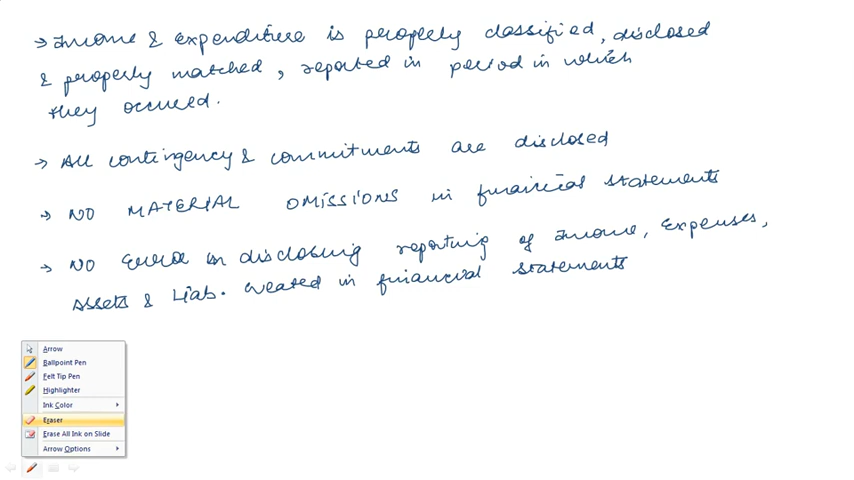 → Income & expenditure is properly classified, disclosed
& properly matched, reported in period in which
they occured.
→ All contingency & commitments are disclosed
→ NO MATERIAL OMISSIONS in financial statements
→ NO Error in disclosing reporting of Income, Expenses,
Assets & Liab. created in financial statements
Arrow
Ballpoint Pen
Felt Tip Pen
Highlighter
Ink Color
Eraser
Erase All Ink on Slide
Arrow Options